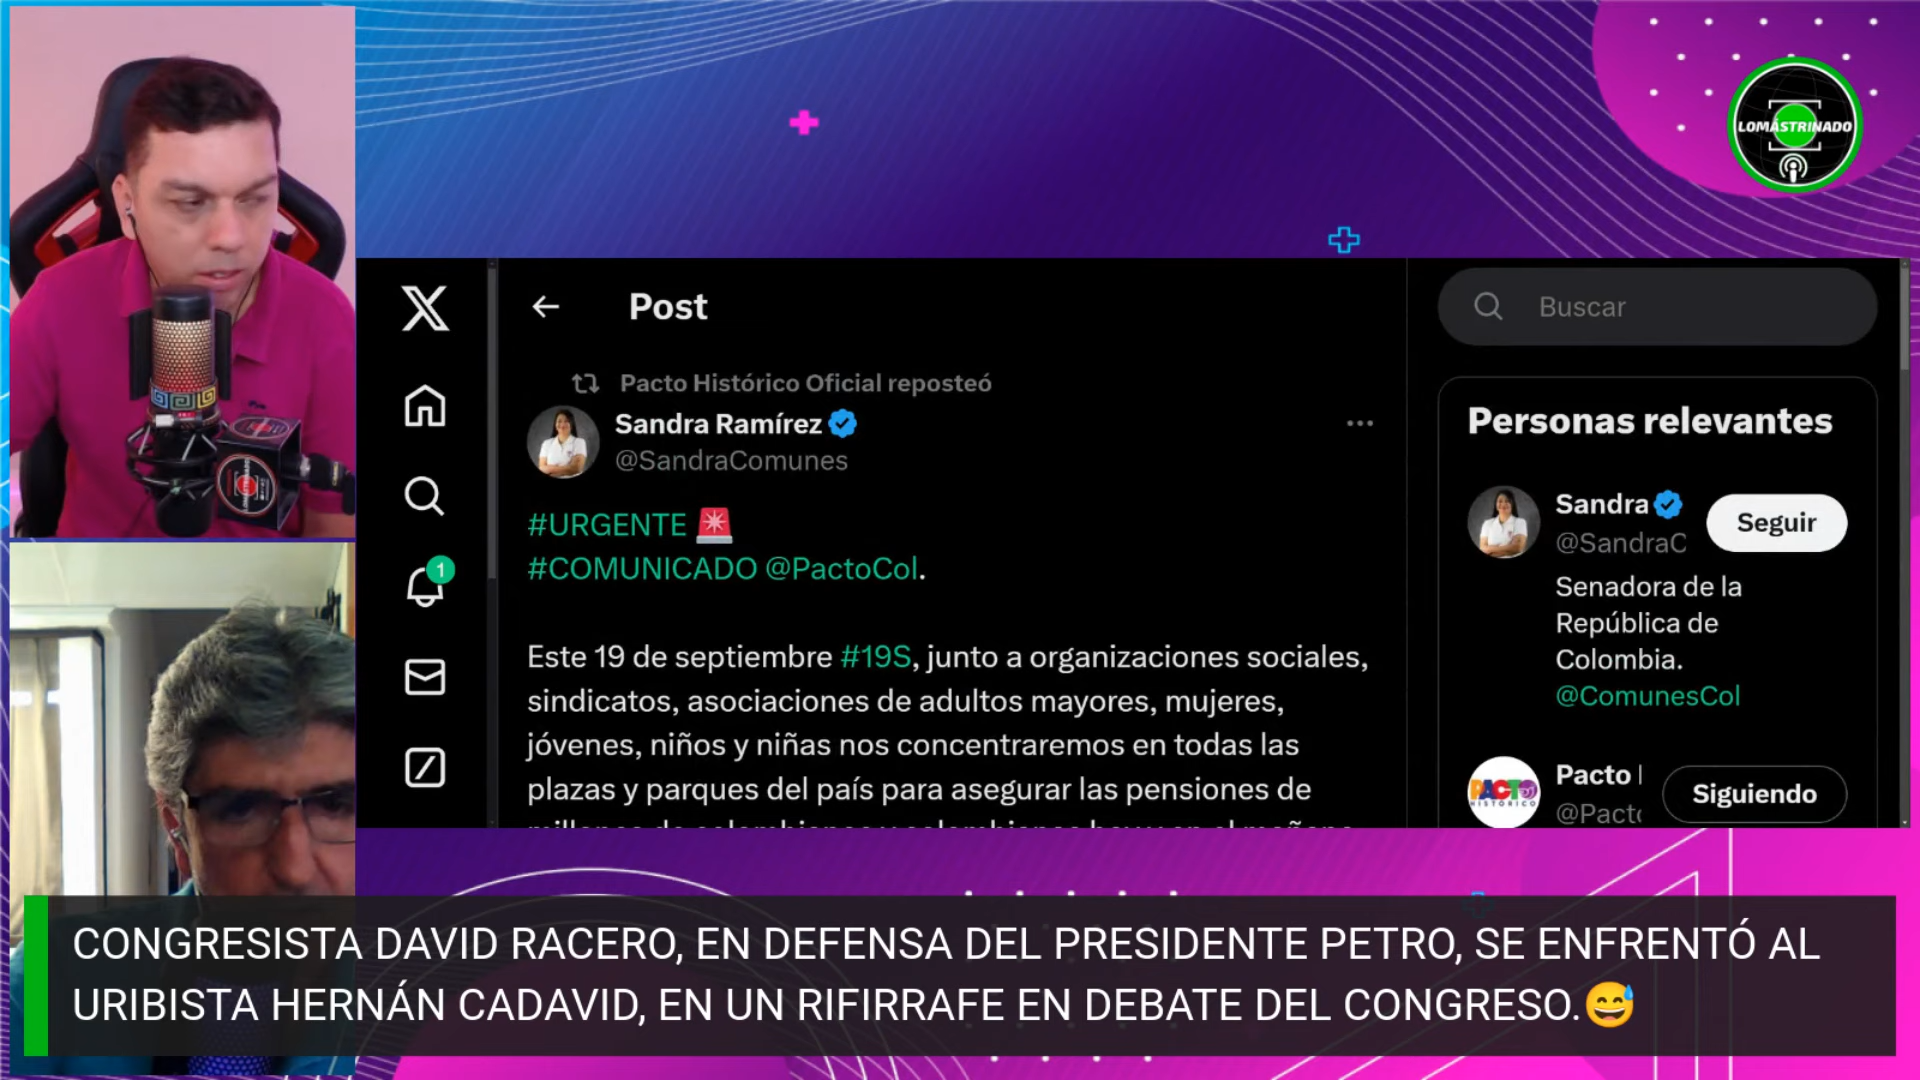 LOMÁSTRINADO
Post
Buscar
Pacto Histórico Oficial reposteó
Sandra Ramírez
@SandraComunes
#URGENTE 🚨
#COMUNICADO @PactoCol.
Este 19 de septiembre #19S, junto a organizaciones sociales,
sindicatos, asociaciones de adultos mayores, mujeres,
jóvenes, niños y niñas nos concentraremos en todas las
plazas y parques del país para asegurar las pensiones de
1
Personas relevantes
Sandra
@SandraC
Seguir
Senadora de la
República de
Colombia.
@ComunesCol
PACTO
HISTÓRICO
Pacto
@Pacto
Siguiendo
CONGRESISTA DAVID RACERO, EN DEFENSA DEL PRESIDENTE PETRO, SE ENFRENTÓ AL
URIBISTA HERNÁN CADAVID, EN UN RIFIRRAFE EN DEBATE DEL CONGRESO.😅